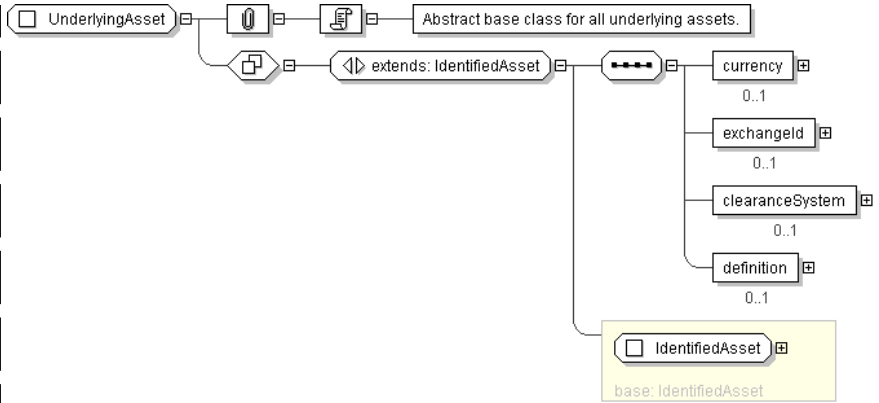 UnderlyingAsset
Abstract base class for all underlying assets.
extends: IdentifiedAsset
currency
0..1
exchangeId
0..1
clearanceSystem
0..1
definition
0..1
IdentifiedAsset
base: IdentifiedAsset